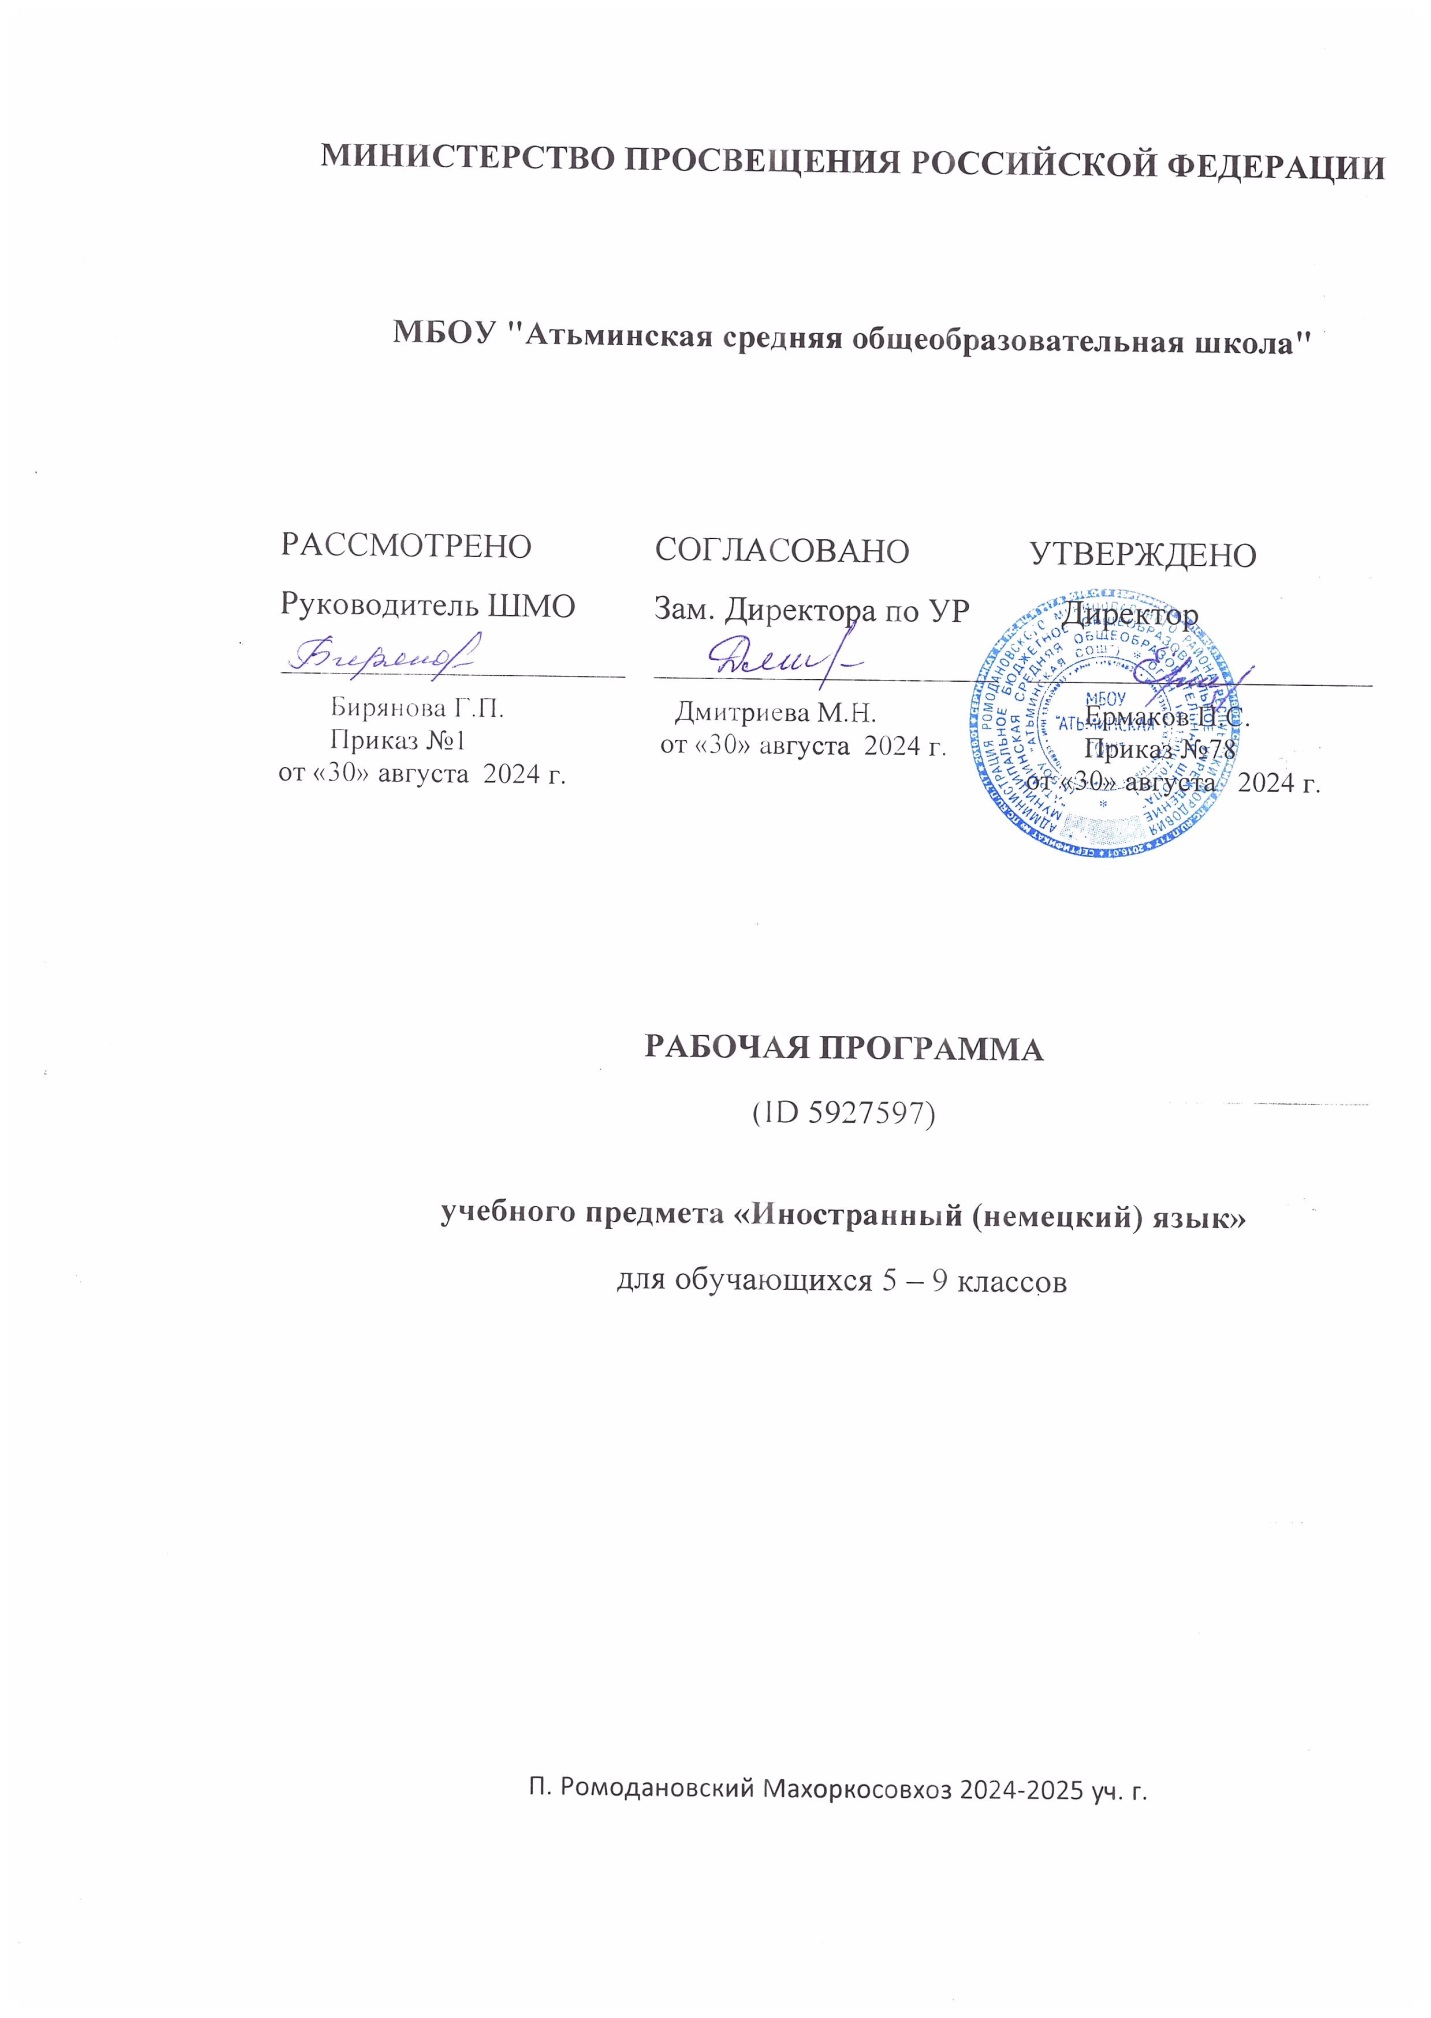 МИНИСТЕРСТВО ПРОСВЕЩЕНИЯ РОССИЙСКОЙ ФЕДЕРАЦИИ
МБОУ "Атьминская средняя общеобразовательная школа"
РАССМОТРЕНО
Руководитель ШМО
Бирянова Г.П.
Приказ №1
от «30» августа 2024 г.
СОГЛАСОВАНО
Зам. Директора по УР
Дмитриева М.Н.
от «30» августа 2024 г.
УТВЕРЖДЕНО
Директор
Ермаков П.С.
Приказ №78
от «30» августа 2024 г.
МБОУ
"АТЬМИНСКАЯ
РАБОЧАЯ ПРОГРАММА
(ID 5927597)
учебного предмета «Иностранный (немецкий) язык»
для обучающихся 5 – 9 классов
П. Ромодановский Махоркосовхоз 2024-2025 уч. г.